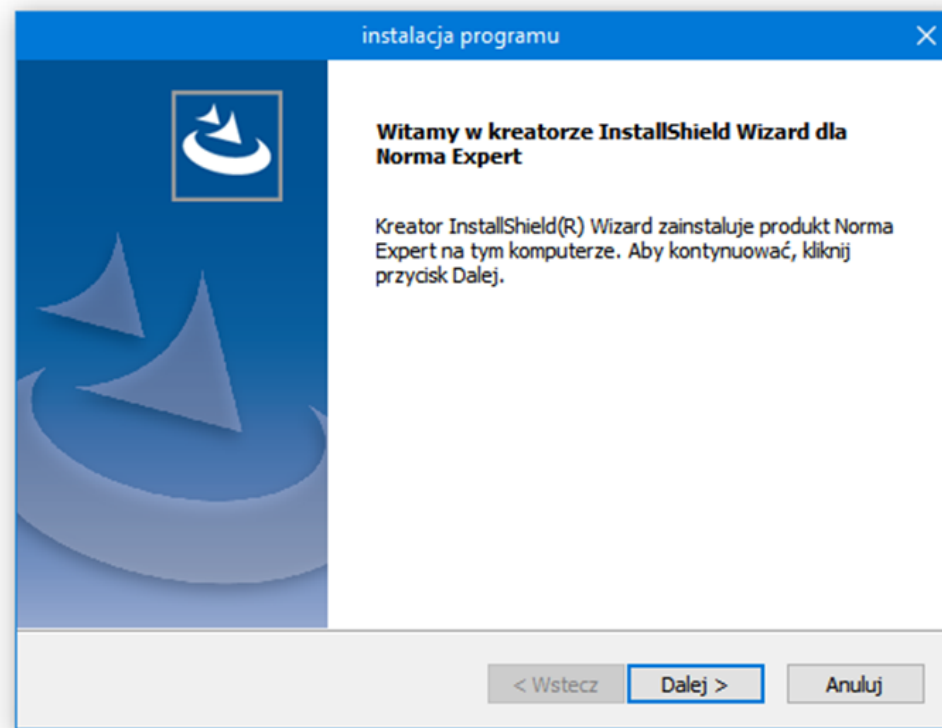 instalacja programu
Witamy w kreatorze InstallShield Wizard dla
Norma Expert
Kreator InstallShield(R) Wizard zainstaluje produkt Norma
Expert na tym komputerze. Aby kontynuować, kliknij
przycisk Dalej.
< Wstecz
Dalej >
Anuluj